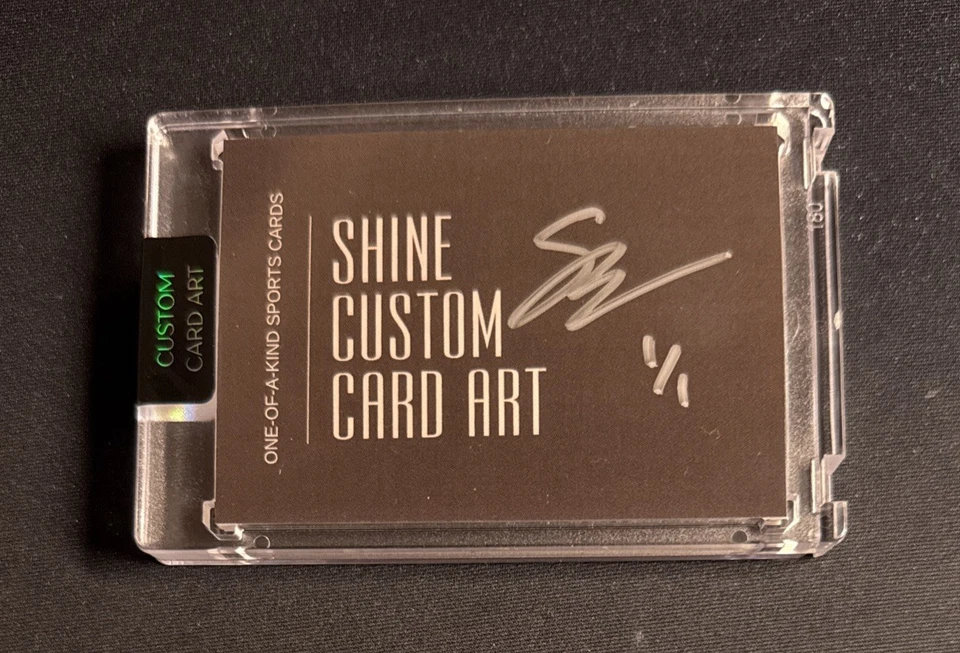 SHINE
CUSTOM
CARD ART
ONE-OF-A-KIND SPORTS CARDS
1/1
CUSTOM
CARD ART
180